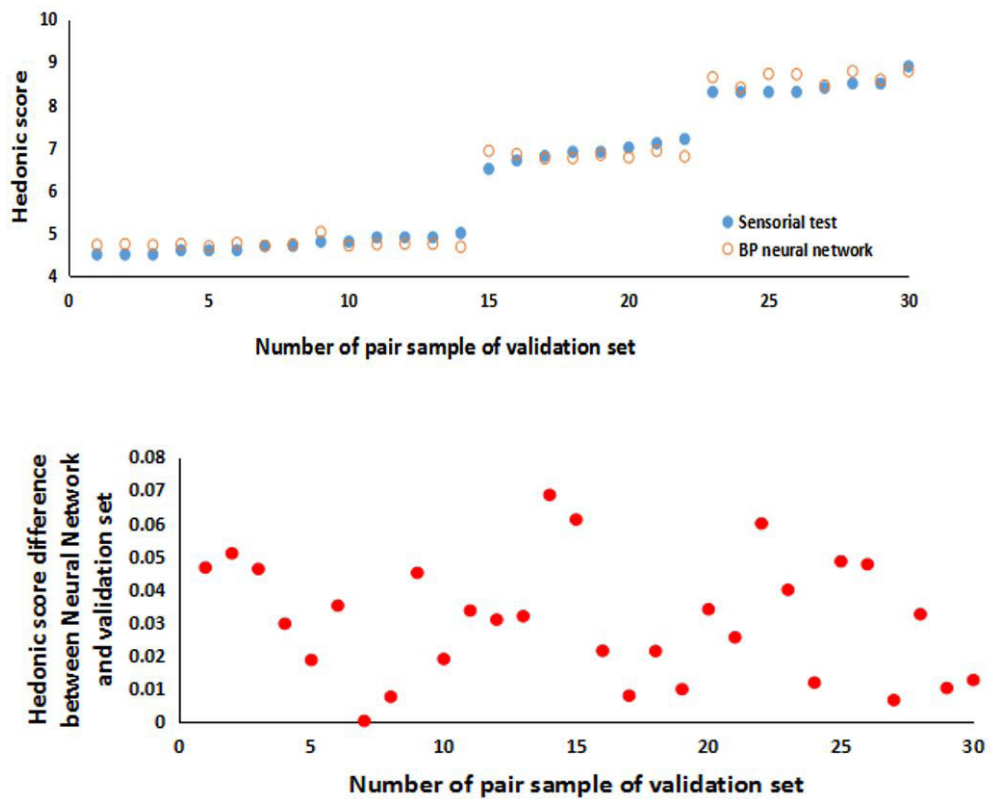 10
9
8
7
6
5
4
Hedonic score
Sensorial test
BP neural network
0 5 10 15 20 25 30
Number of pair sample of validation set
0.08
0.07
0.06
0.05
0.04
0.03
0.02
0.01
0
Hedonic score difference
between Neural Network
and validation set
0 5 10 15 20 25 30
Number of pair sample of validation set